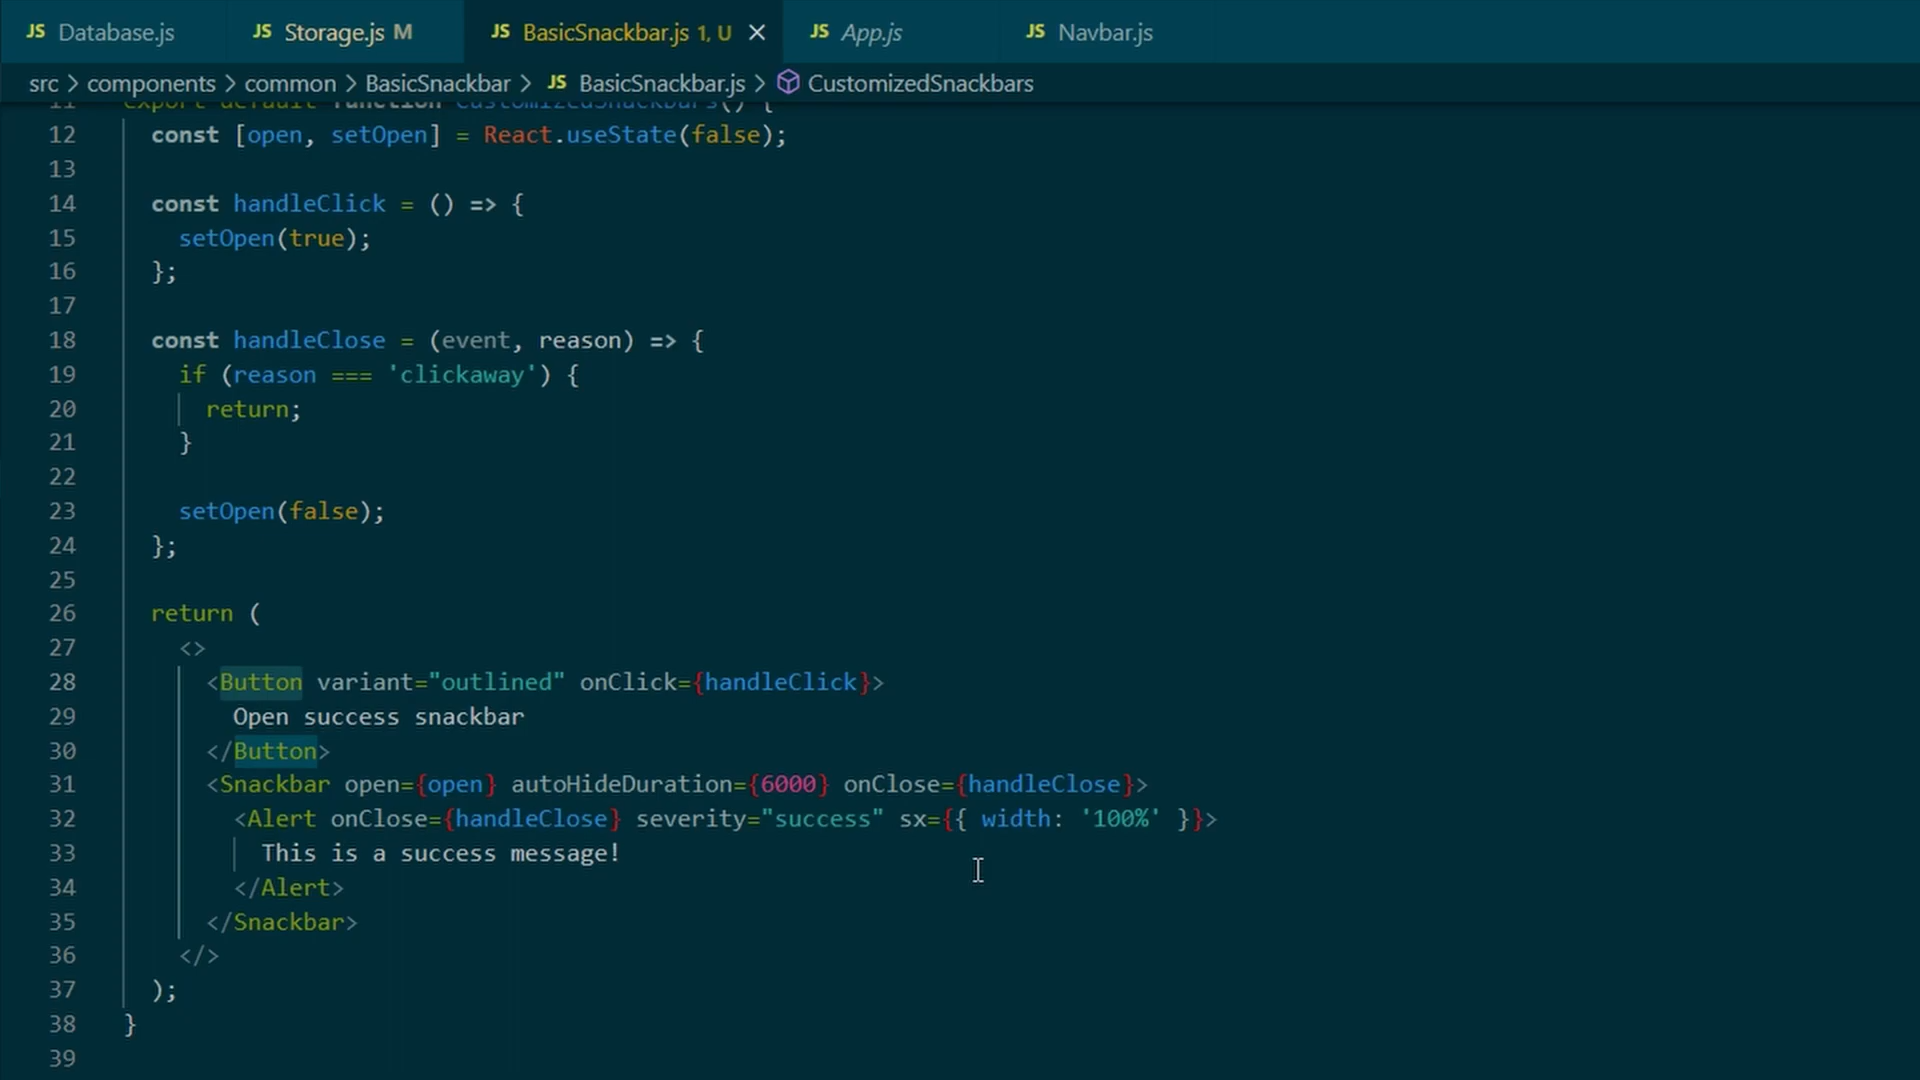 JS Database.js JS Storage.js M JS BasicSnackbar.js 1, U JS App.js JS Navbar.js
src > components > common > BasicSnackbar > JS BasicSnackbar.js > CustomizedSnackbars
11 export default function CustomizedSnackbars() {
12 const [open, setOpen] = React.useState(false);
13
14 const handleClick = () => {
15 setOpen(true);
16 };
17
18 const handleClose = (event, reason) => {
19 if (reason === 'clickaway') {
20 return;
21 }
22
23 setOpen(false);
24 };
25
26 return (
27 <>
28 <Button variant="outlined" onClick={handleClick}>
29 Open success snackbar
30 </Button>
31 <Snackbar open={open} autoHideDuration={6000} onClose={handleClose}>
32 <Alert onClose={handleClose} severity="success" sx={{ width: '100%' }}>
33 This is a success message!
34 </Alert>
35 </Snackbar>
36 </>
37 );
38 }
39